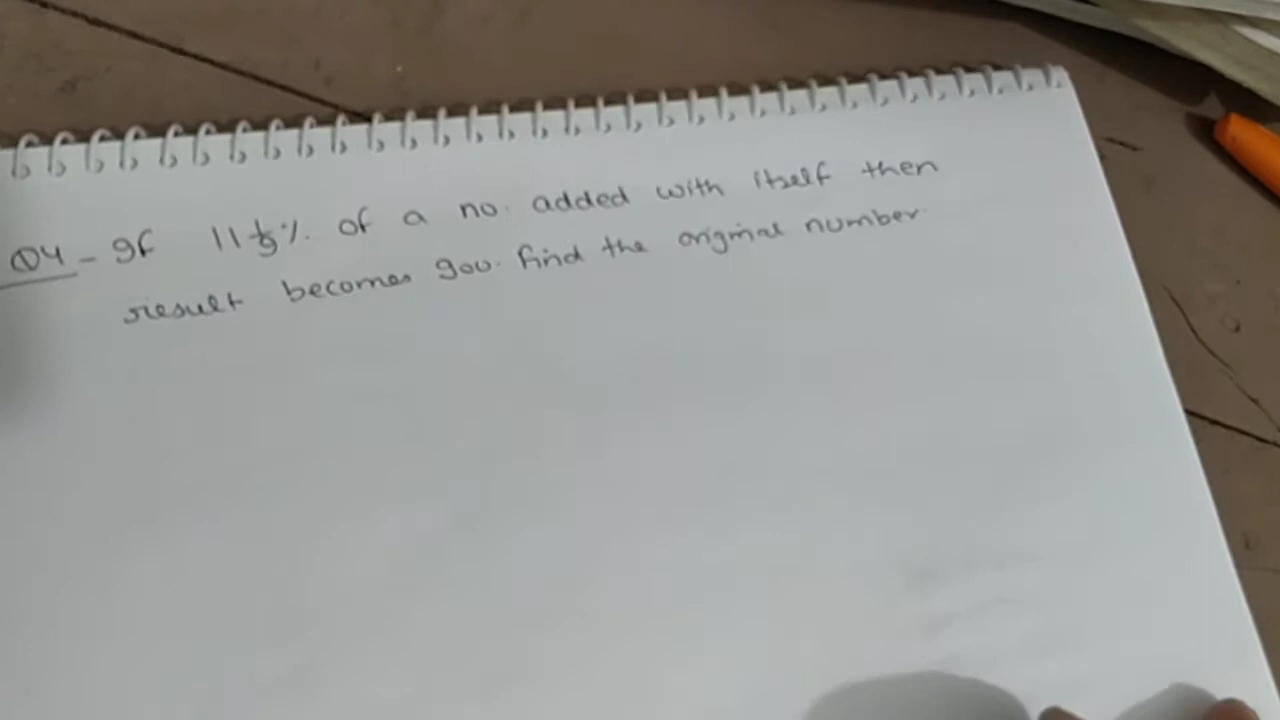 Q4 - If 11 1/9 % of a no. added with itself then
result becomes 900. find the original number.